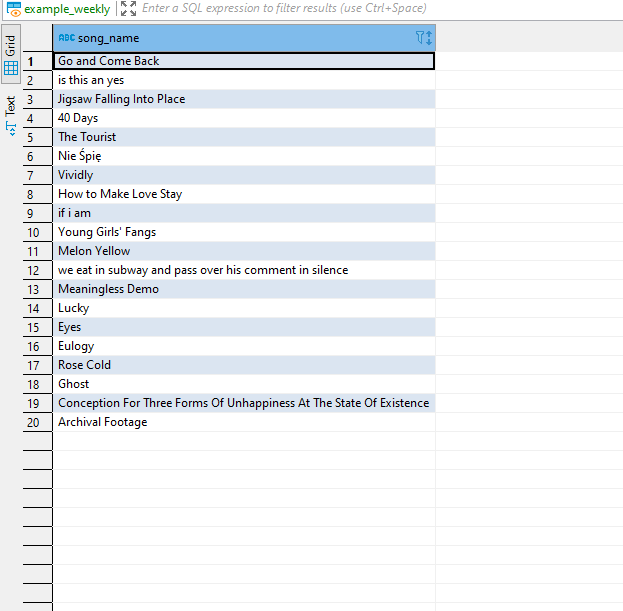 example_weekly Enter a SQL expression to filter results (use Ctrl+Space)
Grid
Text
ABC song_name
1 Go and Come Back
2 is this an yes
3 Jigsaw Falling Into Place
4 40 Days
5 The Tourist
6 Nie Śpię
7 Vividly
8 How to Make Love Stay
9 if i am
10 Young Girls' Fangs
11 Melon Yellow
12 we eat in subway and pass over his comment in silence
13 Meaningless Demo
14 Lucky
15 Eyes
16 Eulogy
17 Rose Cold
18 Ghost
19 Conception For Three Forms Of Unhappiness At The State Of Existence
20 Archival Footage